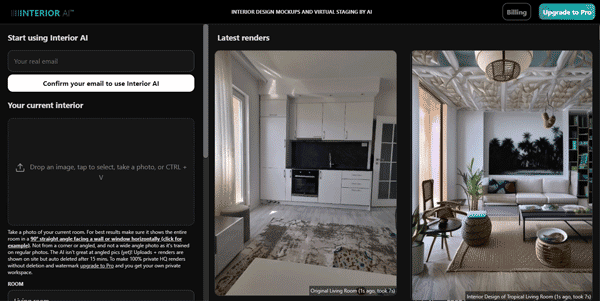 INTERIOR AI™
INTERIOR DESIGN MOCKUPS AND VIRTUAL STAGING BY AI
Billing
Upgrade to Pro
Start using Interior AI
Your real email
Confirm your email to use Interior AI
Your current interior
Drop an image, tap to select, take a photo, or CTRL +
V
Take a photo of your current room. For best results make sure it shows the entire
room in a 90° straight angle facing a wall or window horizontally (click for
example). Not from a corner or angled, and not a wide angle photo as it's trained
on regular photos. The AI isn't great at angled pics (yet)! Uploads + renders are
shown on site but auto deleted after 15 mins. To make 100% private HQ renders
without deletion and watermark upgrade to Pro and you get your own private
workspace.
ROOM
Living room
Latest renders
Original Living Room (1s ago, took 7s)
Interior Design of Tropical Living Room (1s ago, took 7s)